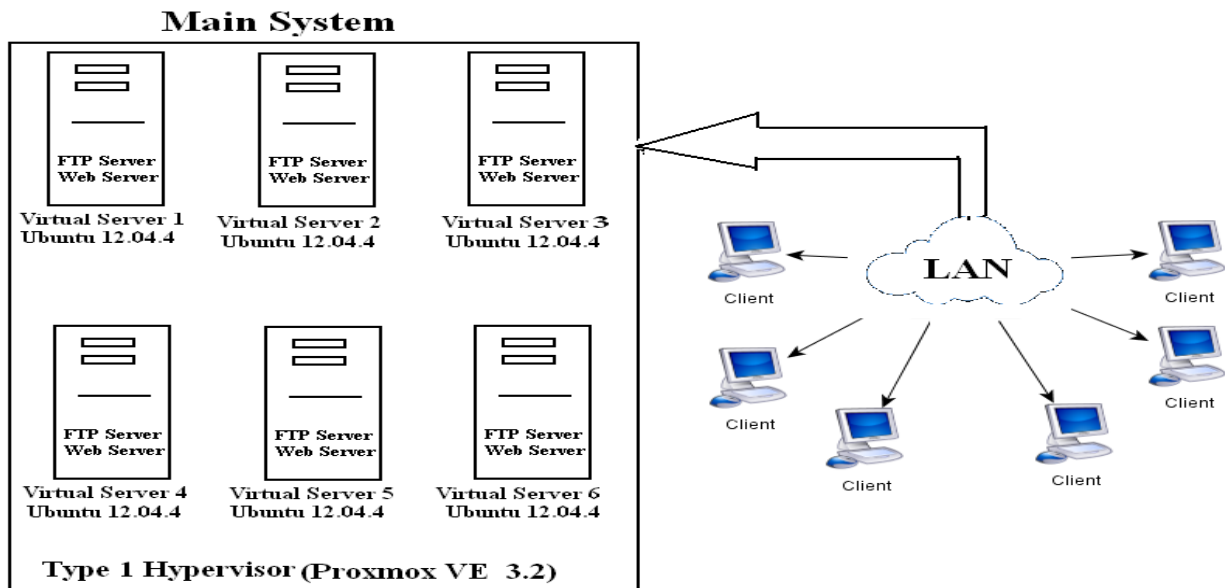 Main System
FTP Server
Web Server
Virtual Server 1
Ubuntu 12.04.4
FTP Server
Web Server
Virtual Server 2
Ubuntu 12.04.4
FTP Server
Web Server
Virtual Server 3
Ubuntu 12.04.4
FTP Server
Web Server
Virtual Server 4
Ubuntu 12.04.4
FTP Server
Web Server
Virtual Server 5
Ubuntu 12.04.4
FTP Server
Web Server
Virtual Server 6
Ubuntu 12.04.4
Type 1 Hypervisor (Proxmox VE 3.2)
LAN
Client
Client
Client
Client
Client
Client